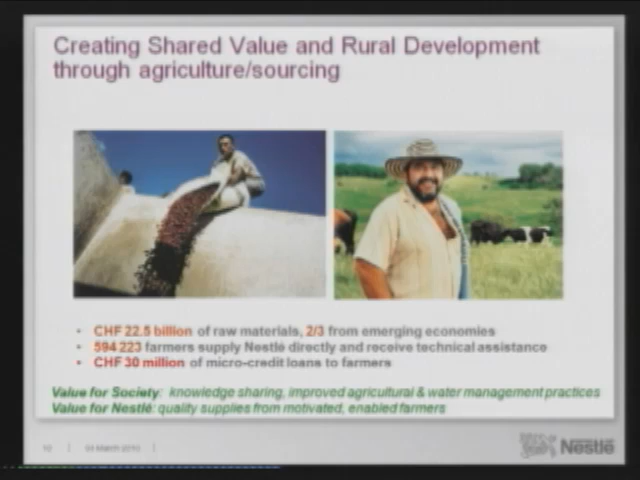 Creating Shared Value and Rural Development
through agriculture/sourcing
• CHF 22.5 billion of raw materials, 2/3 from emerging economies
• 594 223 farmers supply Nestlé directly and receive technical assistance
• CHF 30 million of micro-credit loans to farmers
Value for Society: knowledge sharing, improved agricultural & water management practices
Value for Nestlé: quality supplies from motivated, enabled farmers
March 2010
Nestlé